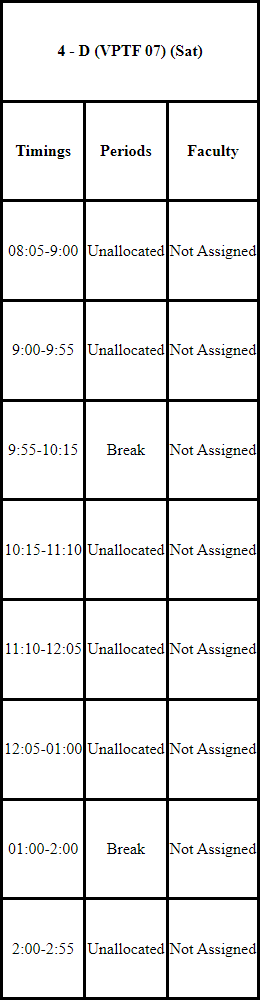 4 - D (VPTF 07) (Sat)
Timings Periods Faculty
08:05-9:00 Unallocated Not Assigned
9:00-9:55 Unallocated Not Assigned
9:55-10:15 Break Not Assigned
10:15-11:10 Unallocated Not Assigned
11:10-12:05 Unallocated Not Assigned
12:05-01:00 Unallocated Not Assigned
01:00-2:00 Break Not Assigned
2:00-2:55 Unallocated Not Assigned